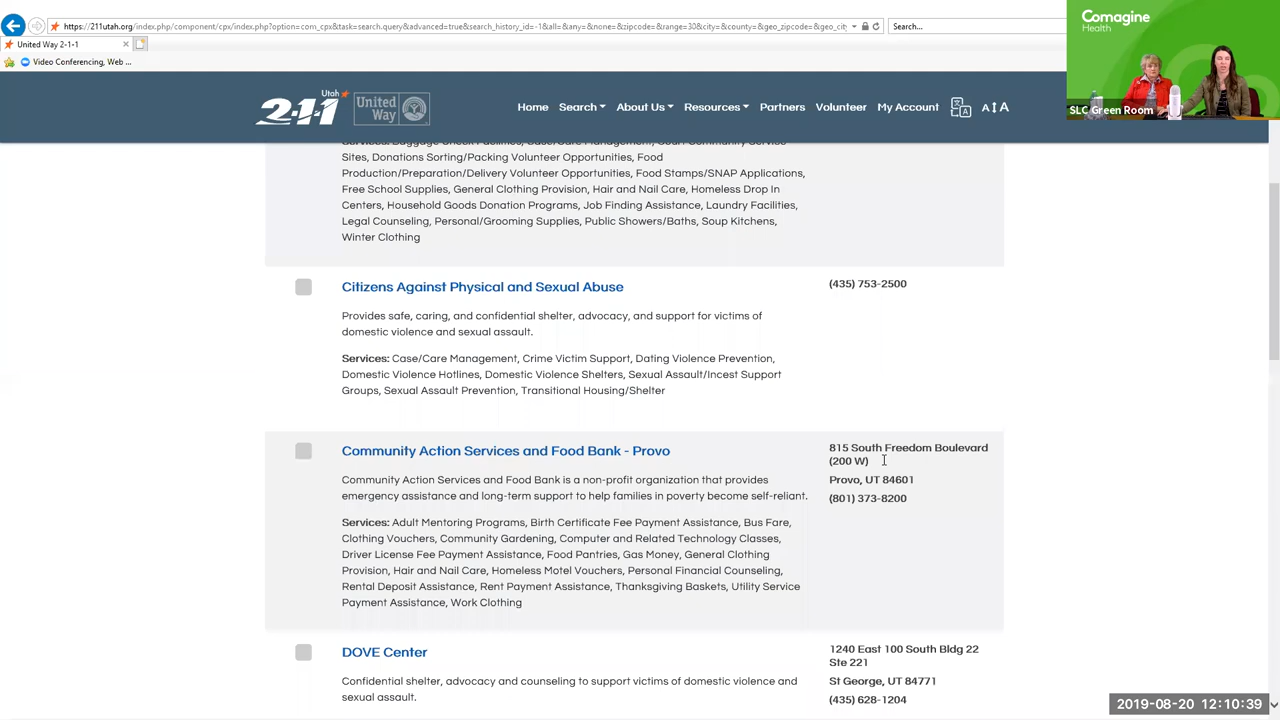 https://211utah.org/index.php/component/cpx/index.php?option=com_cpx&task=search.query&advanced=true&search_history_id=-1&all=&any=&none=&zipcode=&range=30&city=&county=&geo_zipcode=&geo_city
Search...
United Way 2-1-1
Video Conferencing, Web ...
Comagine
Health
SLC Green Room
Utah
2-1-1
United
Way
Home Search About Us Resources Partners Volunteer My Account
Sites, Donations Sorting/Packing Volunteer Opportunities, Food
Production/Preparation/Delivery Volunteer Opportunities, Food Stamps/SNAP Applications,
Free School Supplies, General Clothing Provision, Hair and Nail Care, Homeless Drop In
Centers, Household Goods Donation Programs, Job Finding Assistance, Laundry Facilities,
Legal Counseling, Personal/Grooming Supplies, Public Showers/Baths, Soup Kitchens,
Winter Clothing
Citizens Against Physical and Sexual Abuse
(435) 753-2500
Provides safe, caring, and confidential shelter, advocacy, and support for victims of
domestic violence and sexual assault.
Services: Case/Care Management, Crime Victim Support, Dating Violence Prevention,
Domestic Violence Hotlines, Domestic Violence Shelters, Sexual Assault/Incest Support
Groups, Sexual Assault Prevention, Transitional Housing/Shelter
Community Action Services and Food Bank - Provo
815 South Freedom Boulevard
(200 W)
Provo, UT 84601
(801) 373-8200
Community Action Services and Food Bank is a non-profit organization that provides
emergency assistance and long-term support to help families in poverty become self-reliant.
Services: Adult Mentoring Programs, Birth Certificate Fee Payment Assistance, Bus Fare,
Clothing Vouchers, Community Gardening, Computer and Related Technology Classes,
Driver License Fee Payment Assistance, Food Pantries, Gas Money, General Clothing
Provision, Hair and Nail Care, Homeless Motel Vouchers, Personal Financial Counseling,
Rental Deposit Assistance, Rent Payment Assistance, Thanksgiving Baskets, Utility Service
Payment Assistance, Work Clothing
DOVE Center
1240 East 100 South Bldg 22
Ste 221
St George, UT 84771
(435) 628-1204
Confidential shelter, advocacy and counseling to support victims of domestic violence and
sexual assault.
2019-08-20 12:10:39